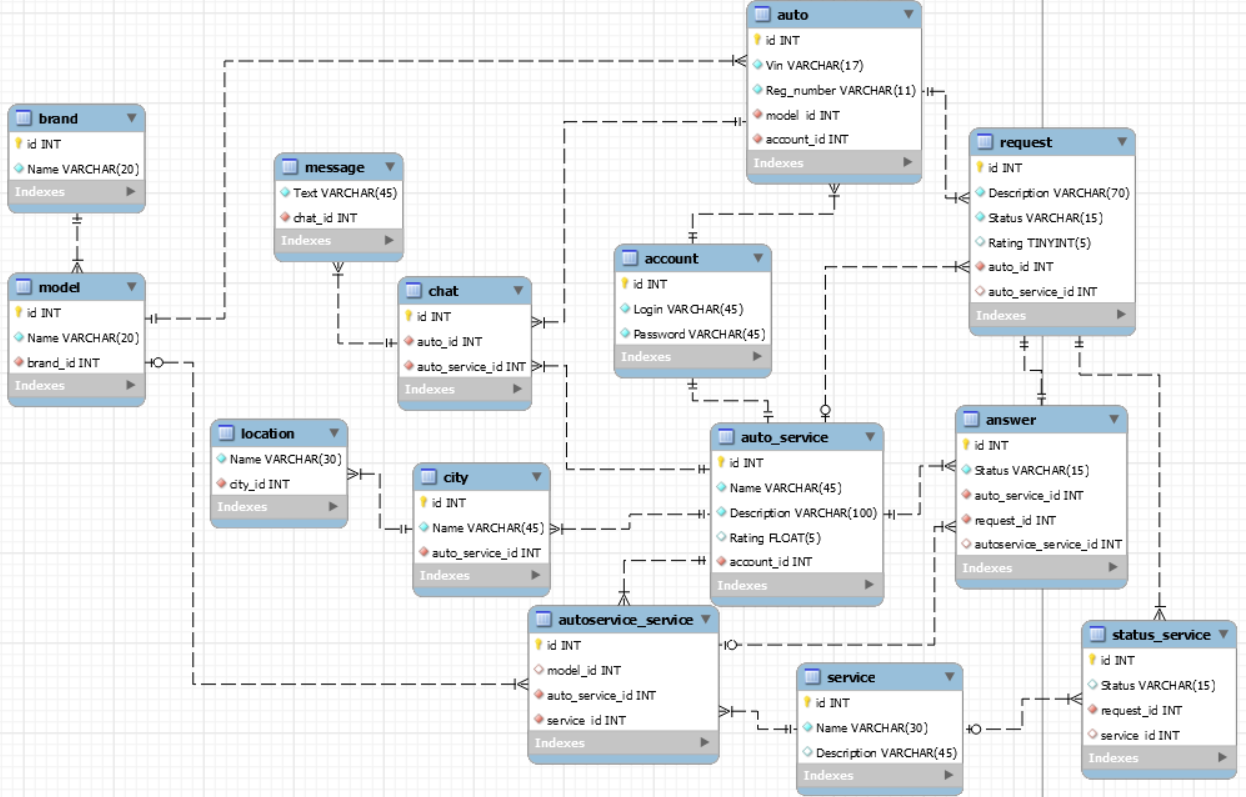 auto
id INT
Vin VARCHAR(17)
Reg_number VARCHAR(11)
model_id INT
account_id INT
Indexes
brand
id INT
Name VARCHAR(20)
Indexes
message
Text VARCHAR(45)
chat_id INT
Indexes
request
id INT
Description VARCHAR(70)
Status VARCHAR(15)
Rating TINYINT(5)
auto_id INT
auto_service_id INT
Indexes
model
id INT
Name VARCHAR(20)
brand_id INT
Indexes
chat
id INT
auto_id INT
auto_service_id INT
Indexes
account
id INT
Login VARCHAR(45)
Password VARCHAR(45)
Indexes
location
Name VARCHAR(30)
city_id INT
Indexes
city
id INT
Name VARCHAR(45)
auto_service_id INT
Indexes
auto_service
id INT
Name VARCHAR(45)
Description VARCHAR(100)
Rating FLOAT(5)
account_id INT
Indexes
answer
id INT
Status VARCHAR(15)
auto_service_id INT
request_id INT
autoservice_service_id INT
Indexes
autoservice_service
id INT
model_id INT
auto_service_id INT
service_id INT
Indexes
service
id INT
Name VARCHAR(30)
Description VARCHAR(45)
Indexes
status_service
id INT
Status VARCHAR(15)
request_id INT
service_id INT
Indexes